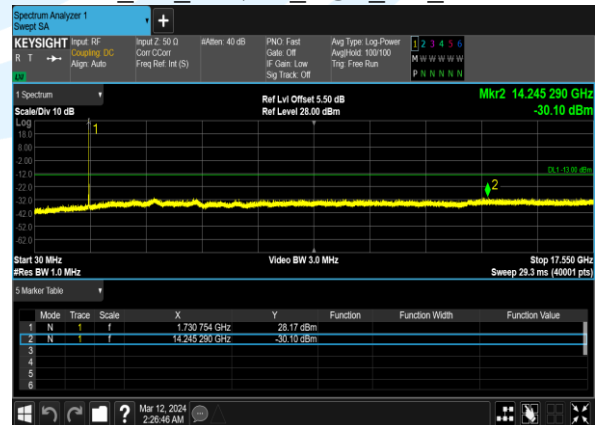 Spectrum Analyzer 1
Swept SA
+
KEYSIGHT Input: RF Input Z: 50 Ω #Atten: 40 dB PNO: Fast Avg Type: Log-Power 1 2 3 4 5 6
R T Coupling: DC Corr CCorr Gate: Off Avg|Hold: 100/100 M W W W W W
Align: Auto Freq Ref: Int (S) IF Gain: Low Trig: Free Run
LV Sig Track: Off P N N N N N
1 Spectrum Ref Lvl Offset 5.50 dB Mkr2 14.245 290 GHz
Scale/Div 10 dB Ref Level 28.00 dBm -30.10 dBm
Log
1
18.0
8.00
-2.00
DL1 -13.00 dBm
-12.0
2
-22.0
-32.0
-42.0
-52.0
-62.0
Start 30 MHz Video BW 3.0 MHz Stop 17.550 GHz
#Res BW 1.0 MHz Sweep 29.3 ms (40001 pts)
5 Marker Table
Mode Trace Scale X Y Function Function Width Function Value
1 N 1 f 1.730 754 GHz 28.17 dBm
2 N 1 f 14.245 290 GHz -30.10 dBm
3
4
5
6
? Mar 12, 2024
2:26:46 AM